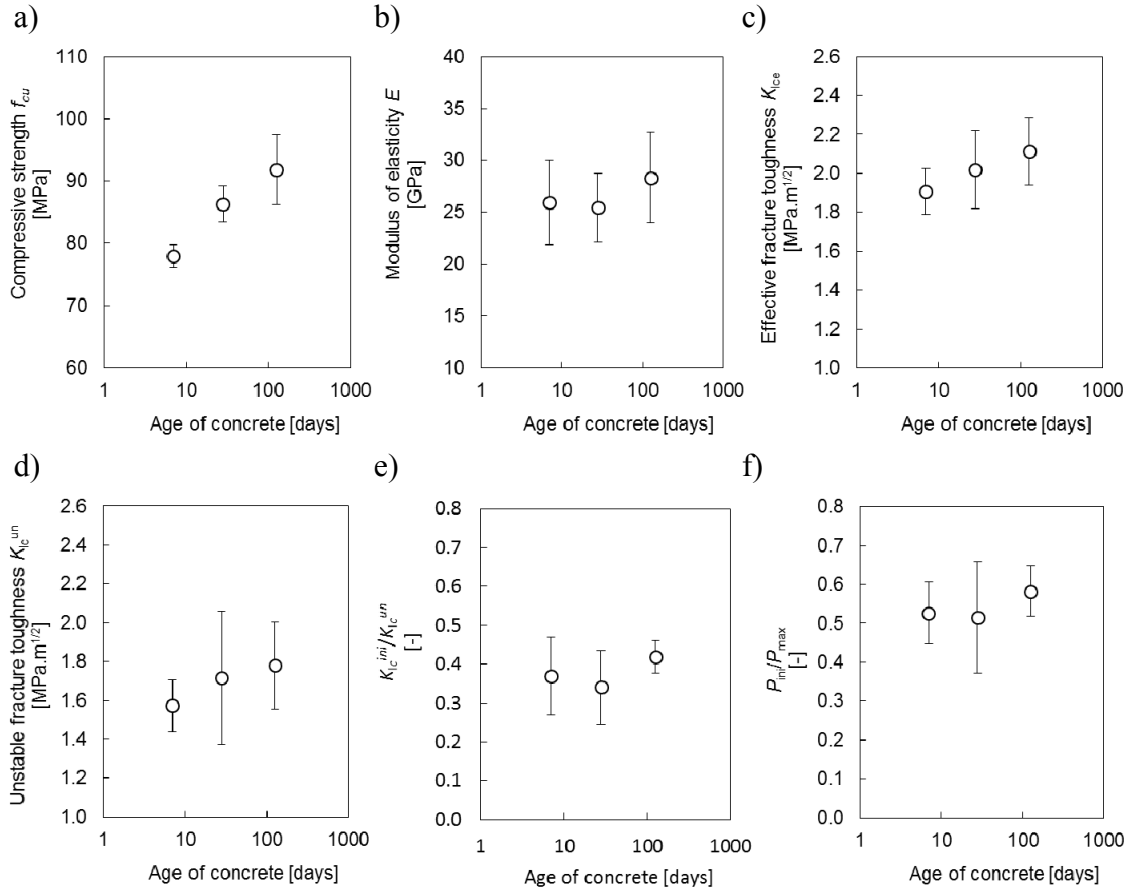 a)
Compressive strength fcu
[MPa]
110
100
90
80
70
60
1 10 100 1000
Age of concrete [days]
b)
Modulus of elasticity E
[GPa]
40
35
30
25
20
15
10
1 10 100 1000
Age of concrete [days]
c)
Effective fracture toughness KIce
[MPa.m1/2]
2.6
2.4
2.2
2.0
1.8
1.6
1.4
1.2
1.0
1 10 100 1000
Age of concrete [days]
d)
Unstable fracture toughness KIcun
[MPa.m1/2]
2.6
2.4
2.2
2.0
1.8
1.6
1.4
1.2
1.0
1 10 100 1000
Age of concrete [days]
e)
KIcini/KIcun
[-]
0.8
0.7
0.6
0.5
0.4
0.3
0.2
0.1
0.0
1 10 100 1000
Age of concrete [days]
f)
Pini/Pmax
[-]
0.8
0.7
0.6
0.5
0.4
0.3
0.2
0.1
0.0
1 10 100 1000
Age of concrete [days]